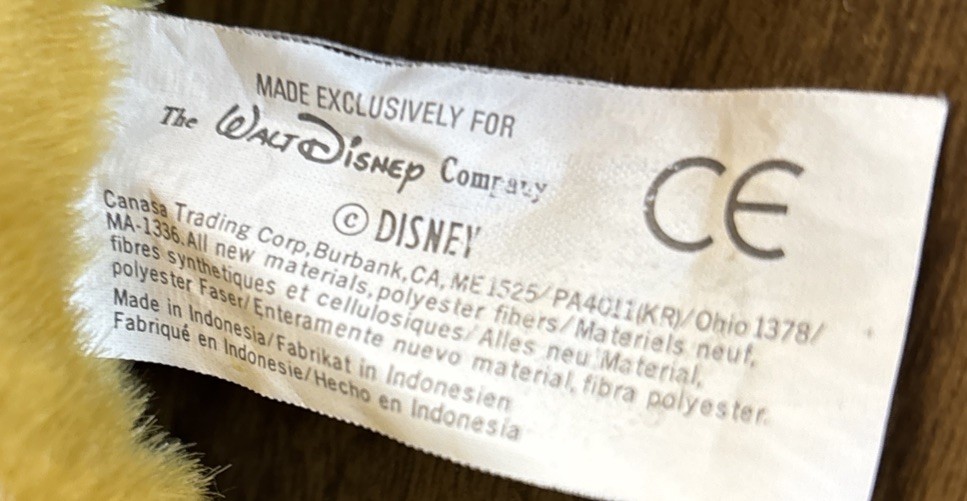 MADE EXCLUSIVELY FOR
The WALT DISNEY Company
© DISNEY
CE
Canasa Trading Corp, Burbank, CA, ME 1525/PA4011(KR)/Ohio 1378/
MA-1336. All new materials, polyester fibers/Materiels neuf,
fibres synthetiques et cellulosiques/Alles neu Material,
polyester Faser/Enteramente nuevo material, fibra polyester.
Made in Indonesia/Fabrikat in Indonesien
Fabriqué en Indonesie/Hecho en Indonesia